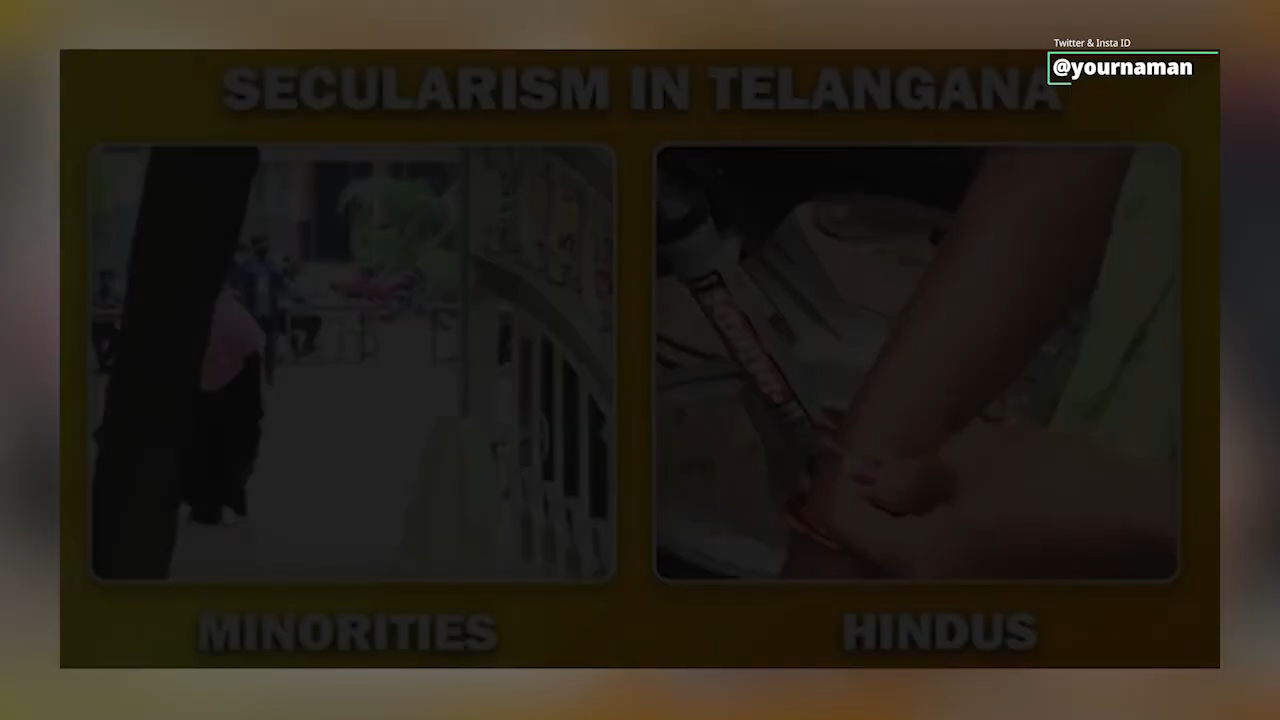 Twitter & Insta ID
@yournaman
SECULARISM IN TELANGANA
MINORITIES
HINDUS